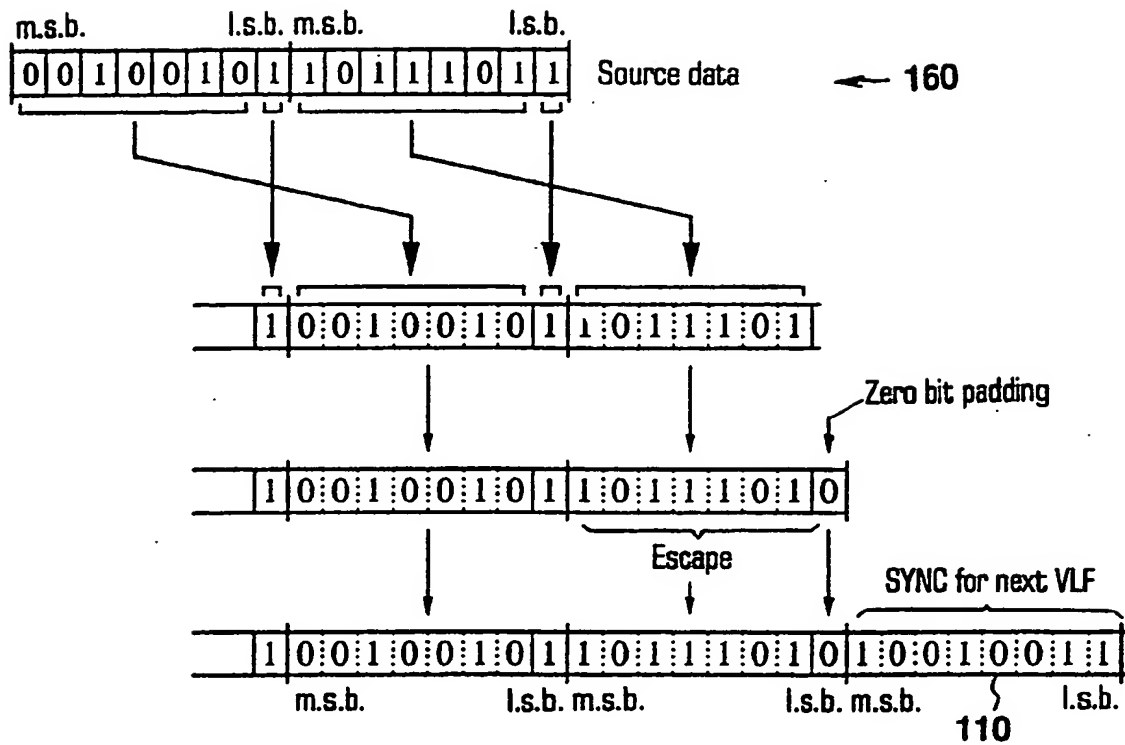 m.s.b. l.s.b. m.s.b. l.s.b.
0 0 1 0 0 1 0 1 1 0 1 1 1 0 1 1 Source data 160
1 0 0 1 0 0 1 0 1 1 0 1 1 1 0 1
Zero bit padding
1 0 0 1 0 0 1 0 1 1 0 1 1 1 0 1 0
Escape
SYNC for next VLF
1 0 0 1 0 0 1 0 1 1 0 1 1 1 0 1 0 1 0 0 1 0 0 1 1
m.s.b. l.s.b. m.s.b. l.s.b. m.s.b. l.s.b.
110